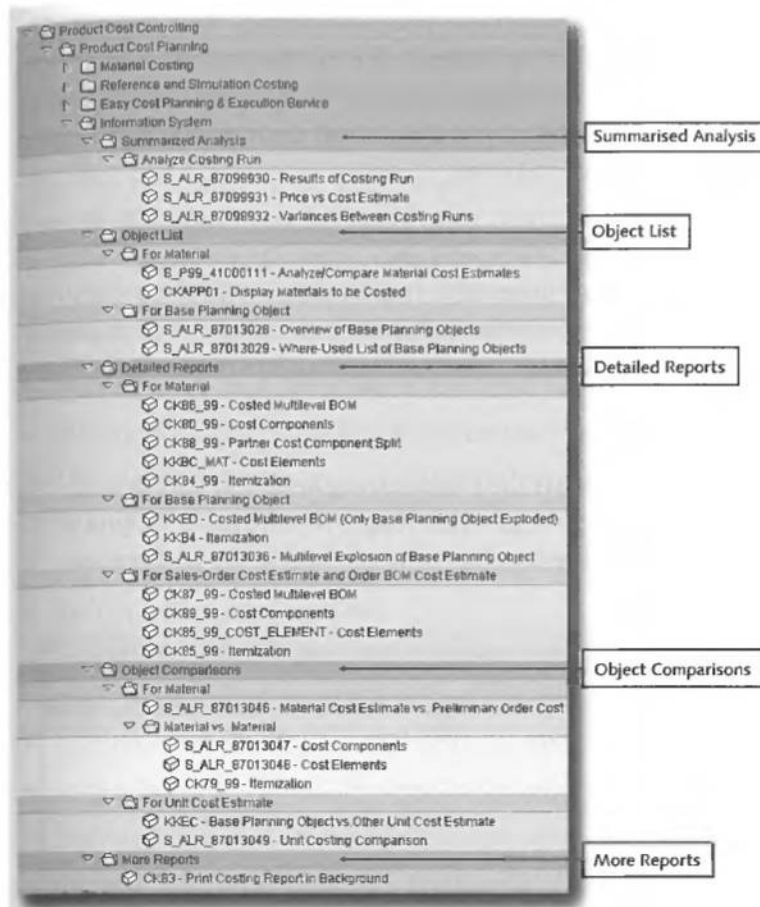 Product Cost Controlling
Product Cost Planning
Material Costing
Reference and Simulation Costing
Easy Cost Planning & Execution Service
Information System
Summarized Analysis
Summarised Analysis
Analyze Costing Run
S_ALR_87099930 - Results of Costing Run
S_ALR_87099931 - Price vs Cost Estimate
S_ALR_87099932 - Variances Between Costing Runs
Object List
Object List
For Material
S_P99_41000111 - Analyze/Compare Material Cost Estimates
CKAPP01 - Display Materials to be Costed
For Base Planning Object
S_ALR_87013028 - Overview of Base Planning Objects
S_ALR_87013029 - Where-Used List of Base Planning Objects
Detailed Reports
Detailed Reports
For Material
CK86_99 - Costed Multilevel BOM
CK80_99 - Cost Components
CK88_99 - Partner Cost Component Split
KKBC_MAT - Cost Elements
CK84_99 - Itemization
For Base Planning Object
KKED - Costed Multilevel BOM (Only Base Planning Object Exploded)
KKB4 - Itemization
S_ALR_87013036 - Multilevel Explosion of Base Planning Object
For Sales-Order Cost Estimate and Order BOM Cost Estimate
CK87_99 - Costed Multilevel BOM
CK89_99 - Cost Components
CK85_99_COST_ELEMENT - Cost Elements
CK85_99 - Itemization
Object Comparisons
Object Comparisons
For Material
S_ALR_87013046 - Material Cost Estimate vs. Preliminary Order Cost
Material vs. Material
S_ALR_87013047 - Cost Components
S_ALR_87013048 - Cost Elements
CK79_99 - Itemization
For Unit Cost Estimate
KKEC - Base Planning Object vs. Other Unit Cost Estimate
S_ALR_87013049 - Unit Costing Comparison
More Reports
More Reports
CK83 - Print Costing Report in Background